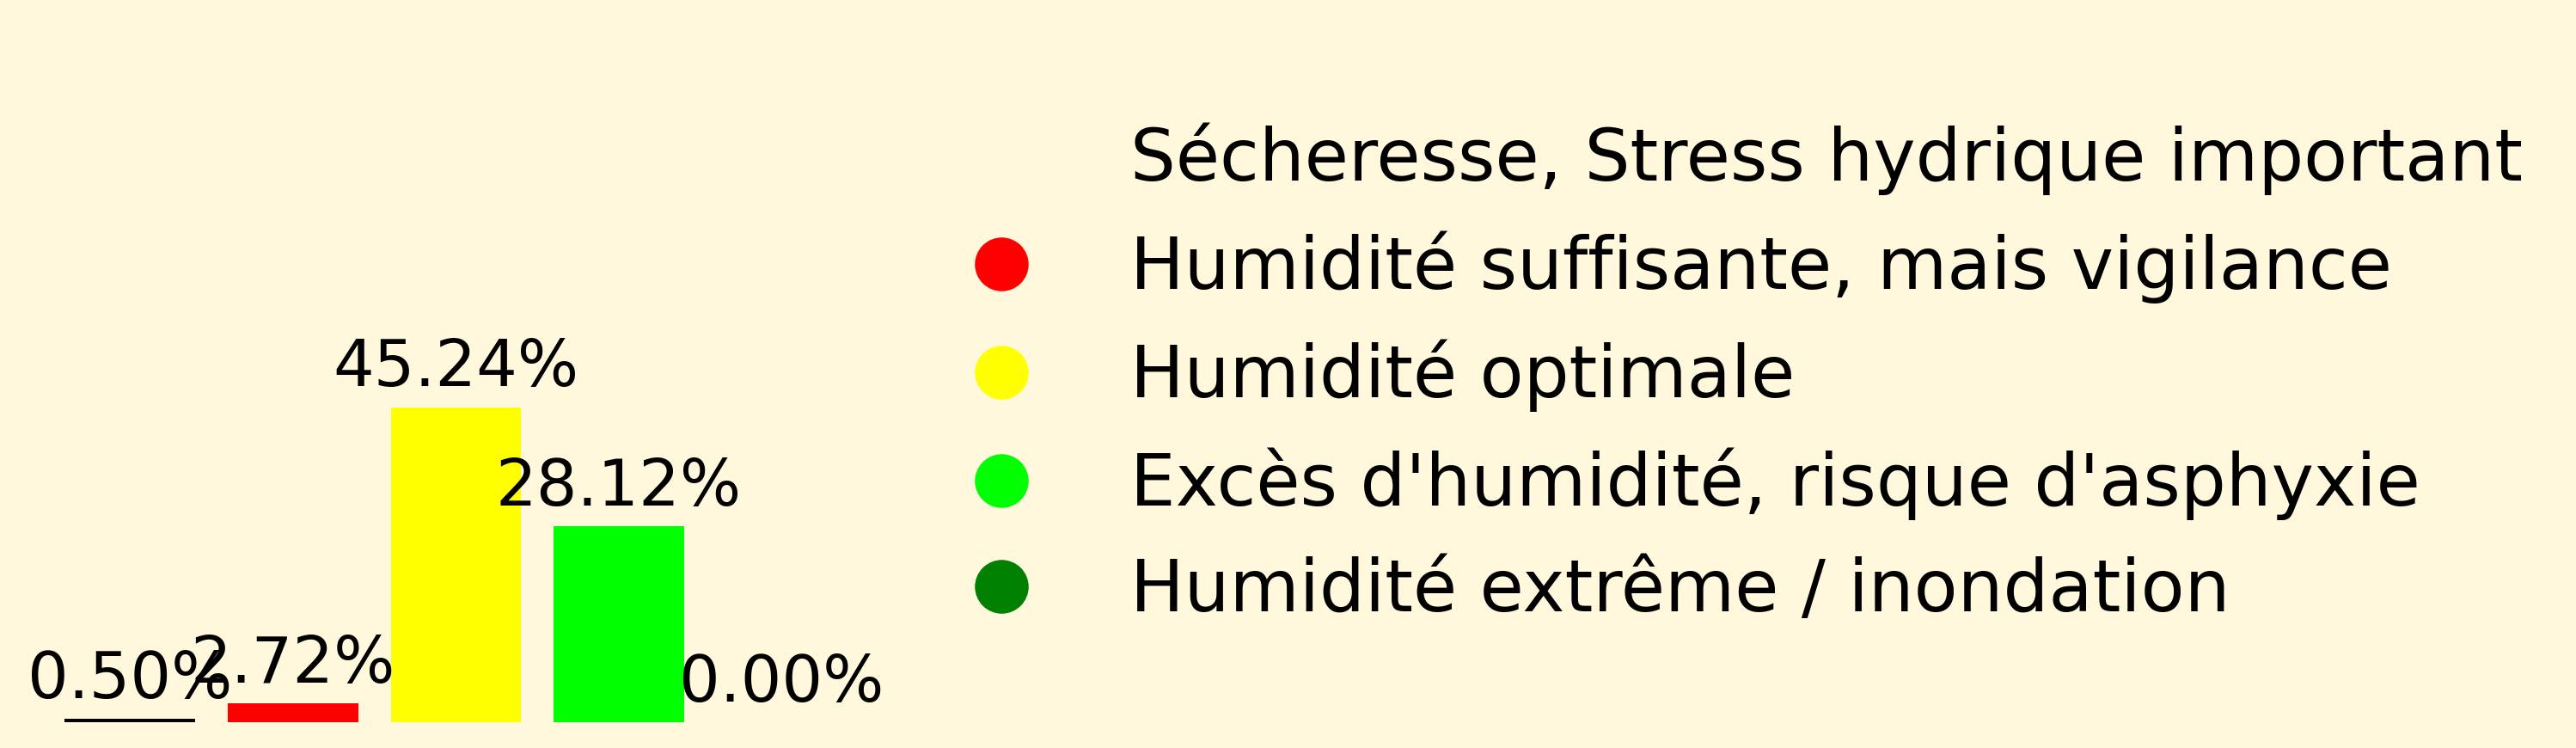 45.24%
28.12%
0.50%
2.72%
0.00%
Sécheresse, Stress hydrique important
Humidité suffisante, mais vigilance
Humidité optimale
Excès d'humidité, risque d'asphyxie
Humidité extrême / inondation